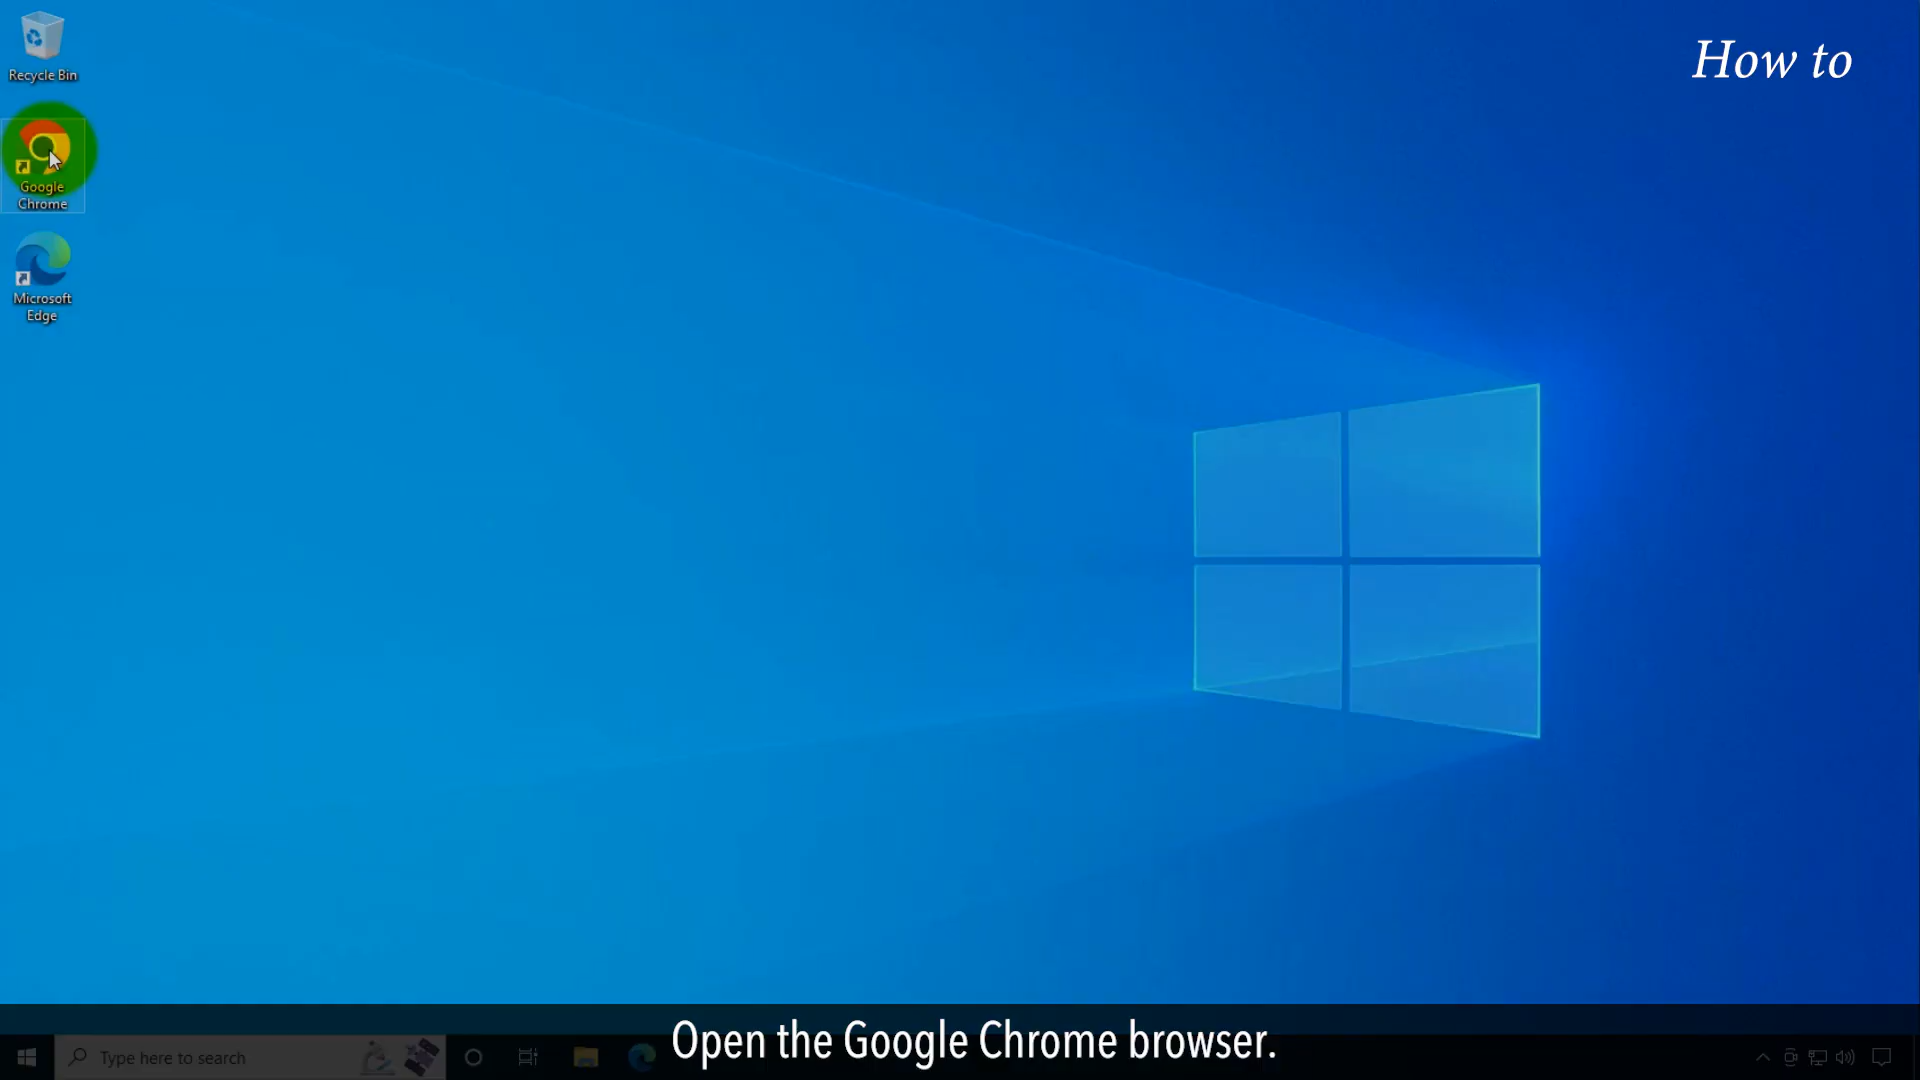 How to
Recycle Bin
Google
Chrome
Microsoft
Edge
Open the Google Chrome browser.
Type here to search